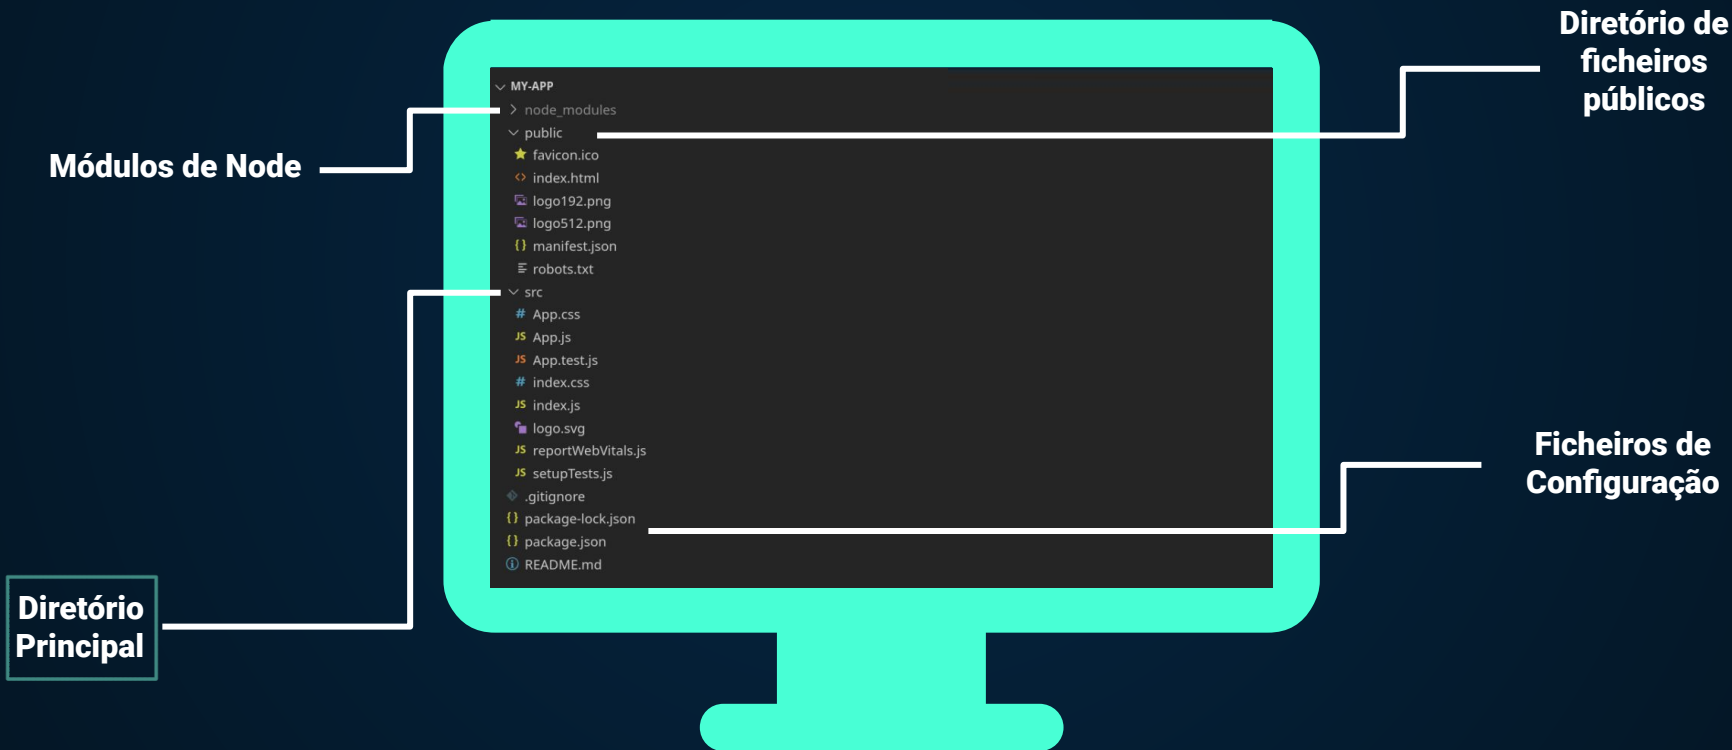 Diretório de
ficheiros
públicos
MY-APP
node_modules
public
favicon.ico
index.html
logo192.png
logo512.png
manifest.json
robots.txt
src
App.css
App.js
App.test.js
index.css
index.js
logo.svg
reportWebVitals.js
setupTests.js
.gitignore
package-lock.json
package.json
README.md
Módulos de Node
Ficheiros de
Configuração
Diretório
Principal